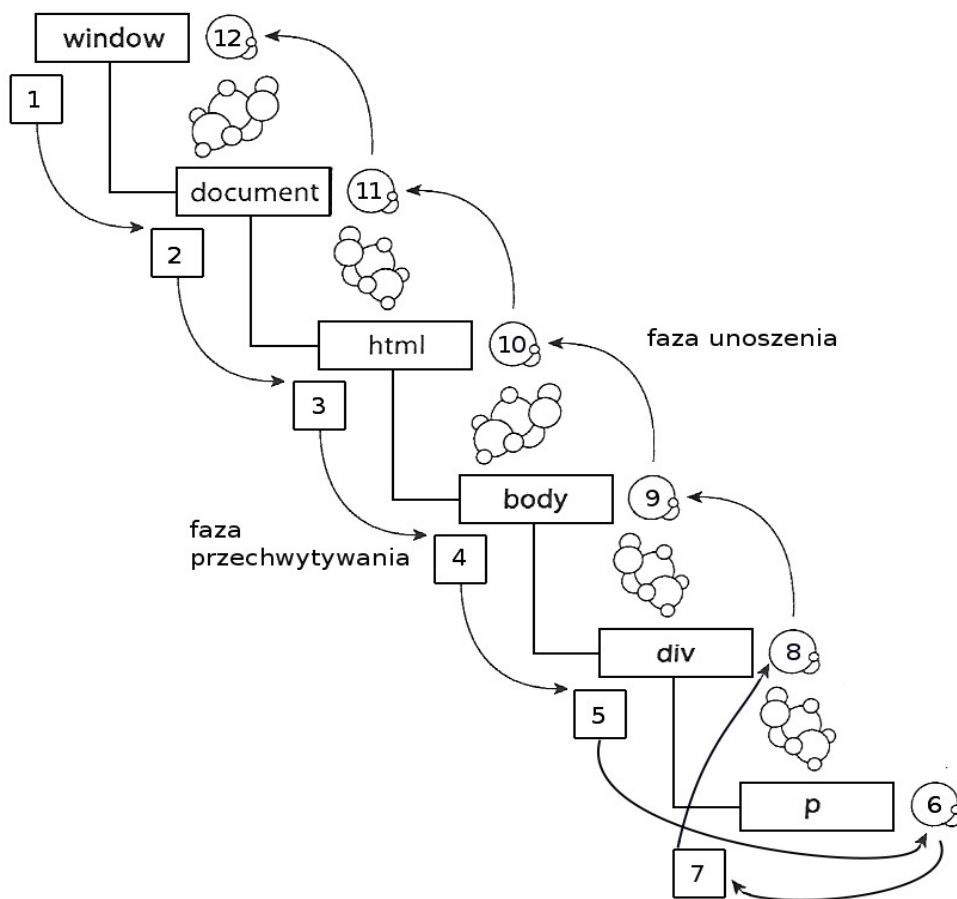 window
12
1
document
11
2
html
10
faza unoszenia
3
body
9
faza
przechwytywania
4
div
8
5
p
6
7